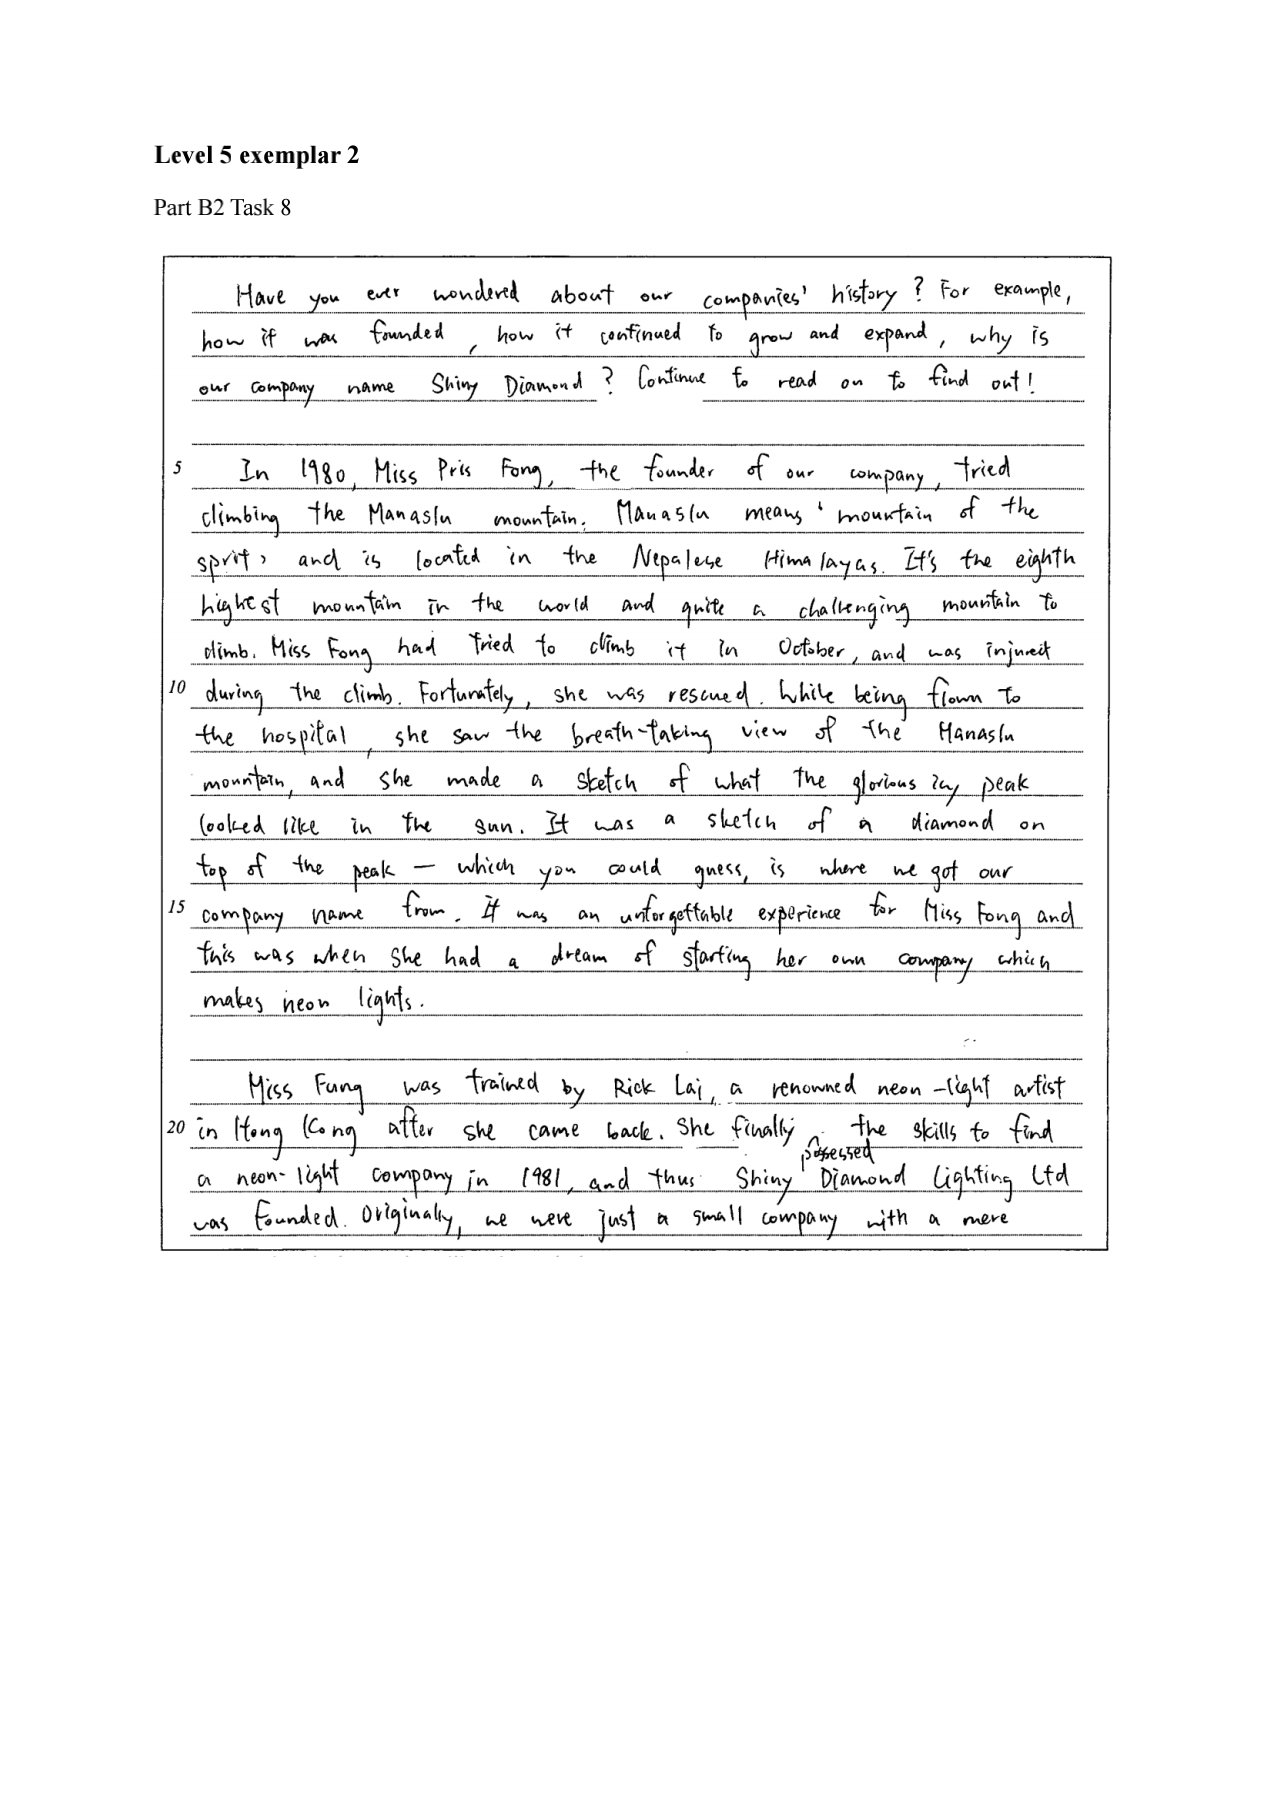 Level 5 exemplar 2
Part B2 Task 8
Have you ever wondered about our companies' history? For example,
how it was founded, how it continued to grow and expand, why is
our company name Shiny Diamond? Continue to read on to find out!
5 In 1980, Miss Pris Fong, the founder of our company, tried
climbing the Manaslu mountain. Manaslu means 'mountain of the
sprit' and is located in the Nepalese Himalayas. It's the eighth
highest mountain in the world and quite a challenging mountain to
climb. Miss Fong had tried to climb it in October, and was injured
10 during the climb. Fortunately, she was rescued. While being flown to
the hospital, she saw the breath-taking view of the Manaslu
mountain, and she made a sketch of what the glorious icy peak
looked like in the sun. It was a sketch of a diamond on
top of the peak — which you could guess, is where we got our
15 company name from. It was an unforgettable experience for Miss Fong and
this was when she had a dream of starting her own company which
makes neon lights.
Miss Fung was trained by Rick Lai, a renowned neon-light artist
20 in Hong Kong after she came back. She finally possessed the skills to find
a neon-light company in 1981, and thus Shiny Diamond Lighting Ltd
was founded. Originally, we were just a small company with a mere